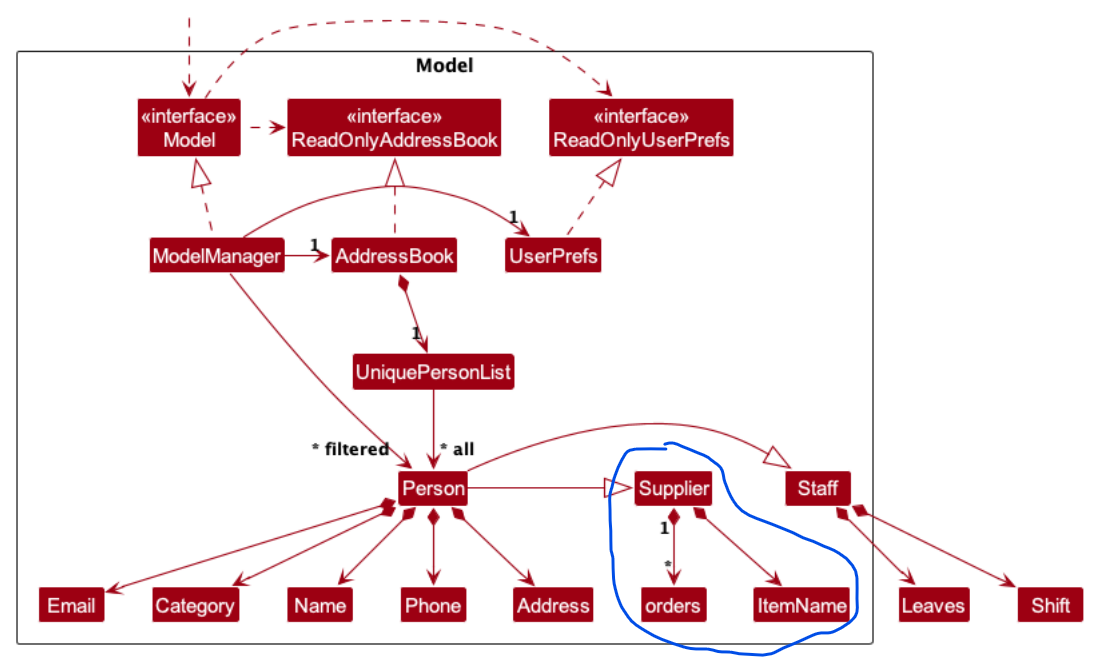 Model
«interface»
Model
«interface»
ReadOnlyAddressBook
«interface»
ReadOnlyUserPrefs
1
ModelManager
1
AddressBook
UserPrefs
1
UniquePersonList
* filtered
* all
Person
Supplier
Staff
1
*
Email
Category
Name
Phone
Address
orders
ItemName
Leaves
Shift